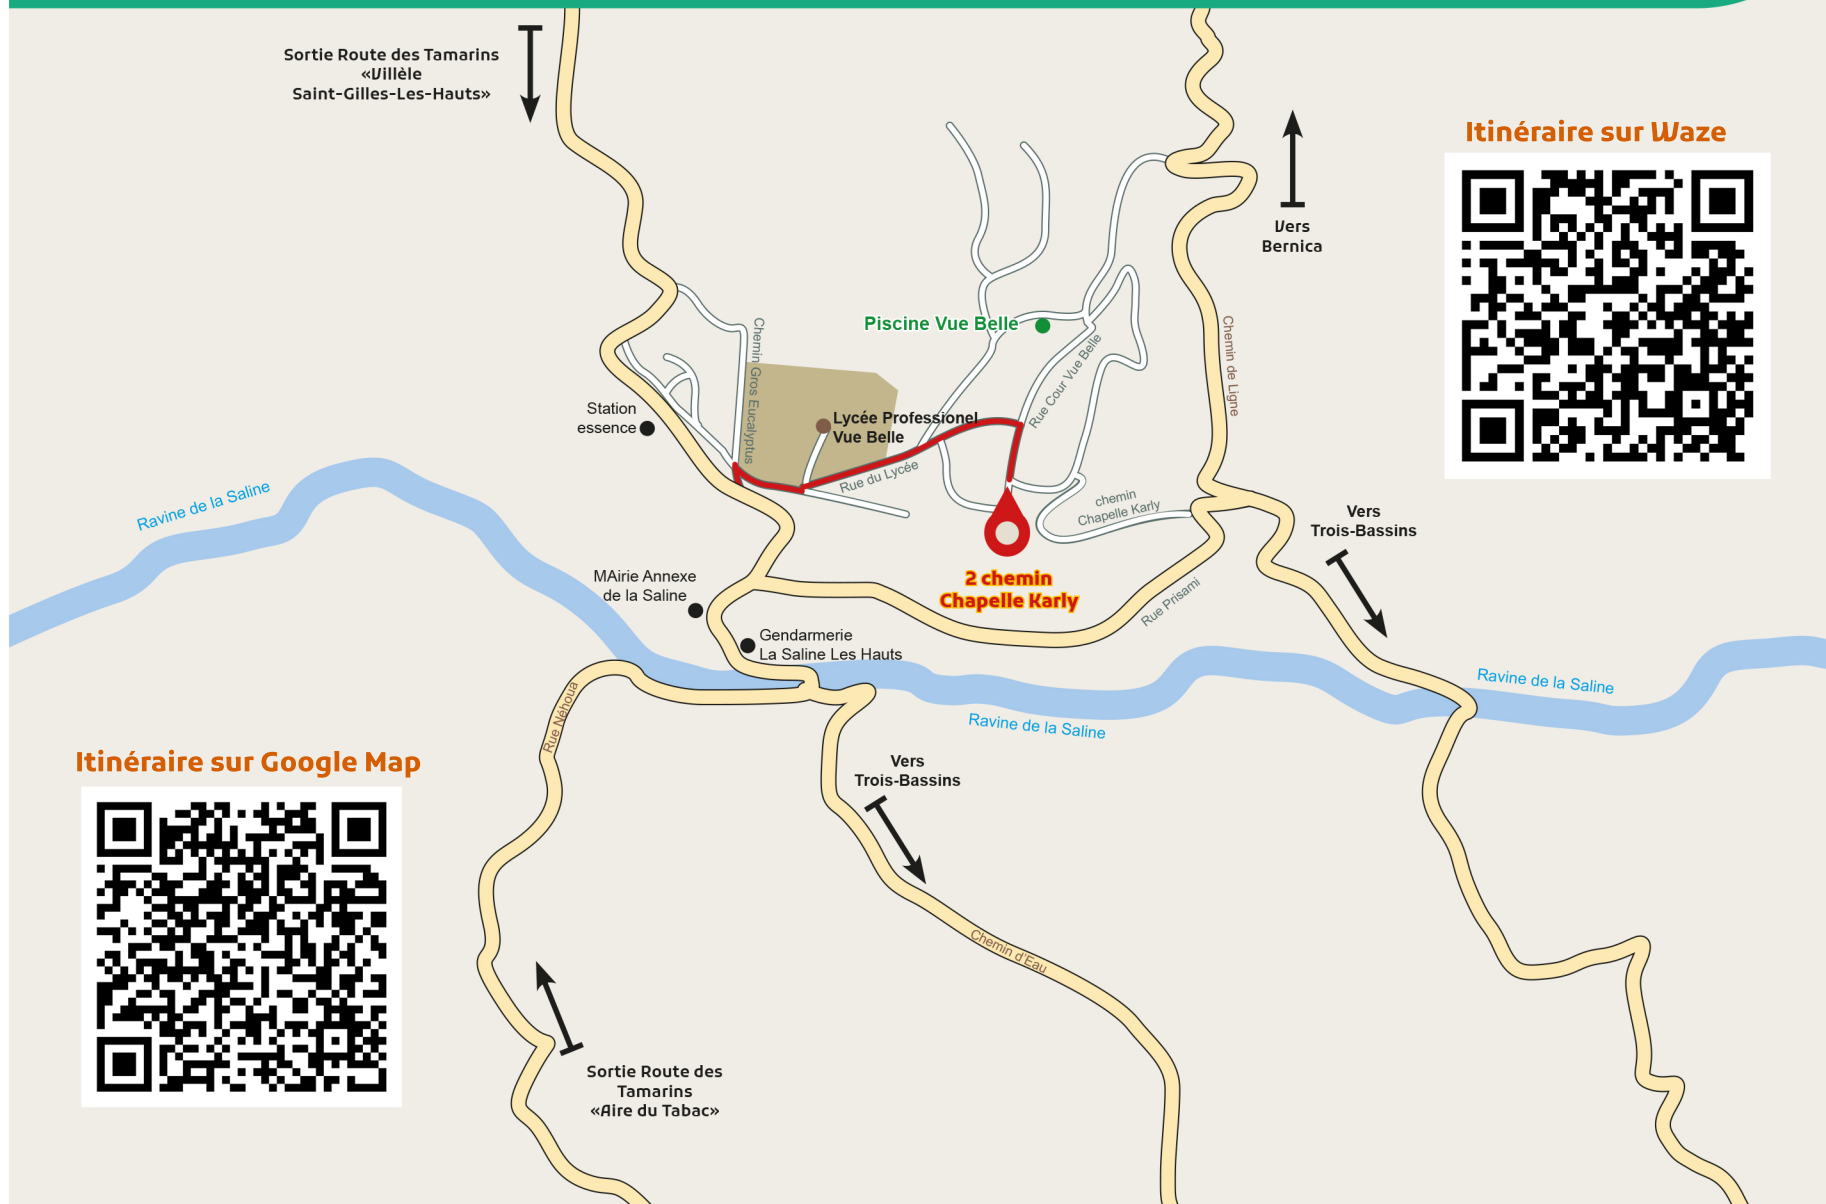 Sortie Route des Tamarins
«Villèle
Saint-Gilles-Les-Hauts»
Itinéraire sur Waze
Vers
Bernica
Piscine Vue Belle
Chemin Gros Eucalyptus
Rue Cour Vue Belle
Chemin de Ligne
Station
essence
Lycée Professionel
Vue Belle
Rue du Lycée
Ravine de la Saline
chemin
Chapelle Karly
Vers
Trois-Bassins
2 chemin
Chapelle Karly
MAirie Annexe
de la Saline
Rue Prisami
Gendarmerie
La Saline Les Hauts
Ravine de la Saline
Ravine de la Saline
Rue Néhoua
Itinéraire sur Google Map
Vers
Trois-Bassins
Chemin d'Eau
Sortie Route des
Tamarins
«Aire du Tabac»